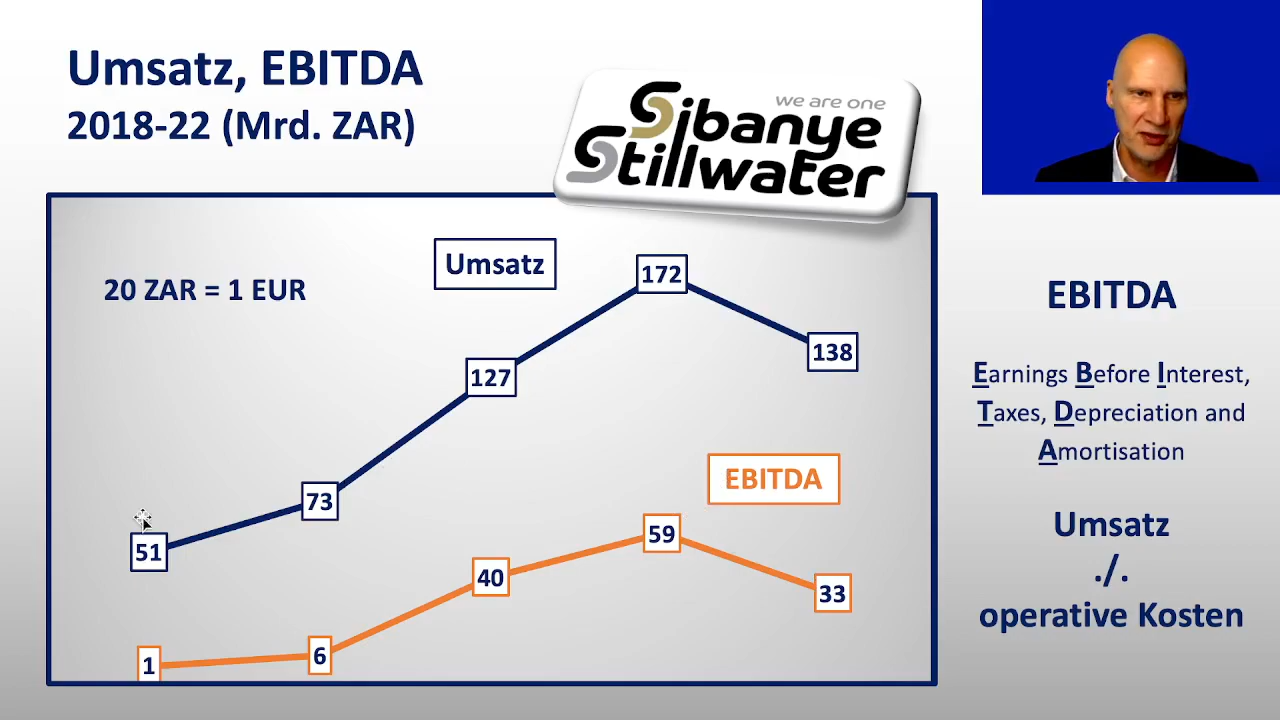 Umsatz, EBITDA
2018-22 (Mrd. ZAR)
we are one
Sibanye
Stillwater
20 ZAR = 1 EUR
Umsatz
172
138
127
73
51
EBITDA
59
40
33
6
1
EBITDA
Earnings Before Interest,
Taxes, Depreciation and
Amortisation
Umsatz
./.
operative Kosten